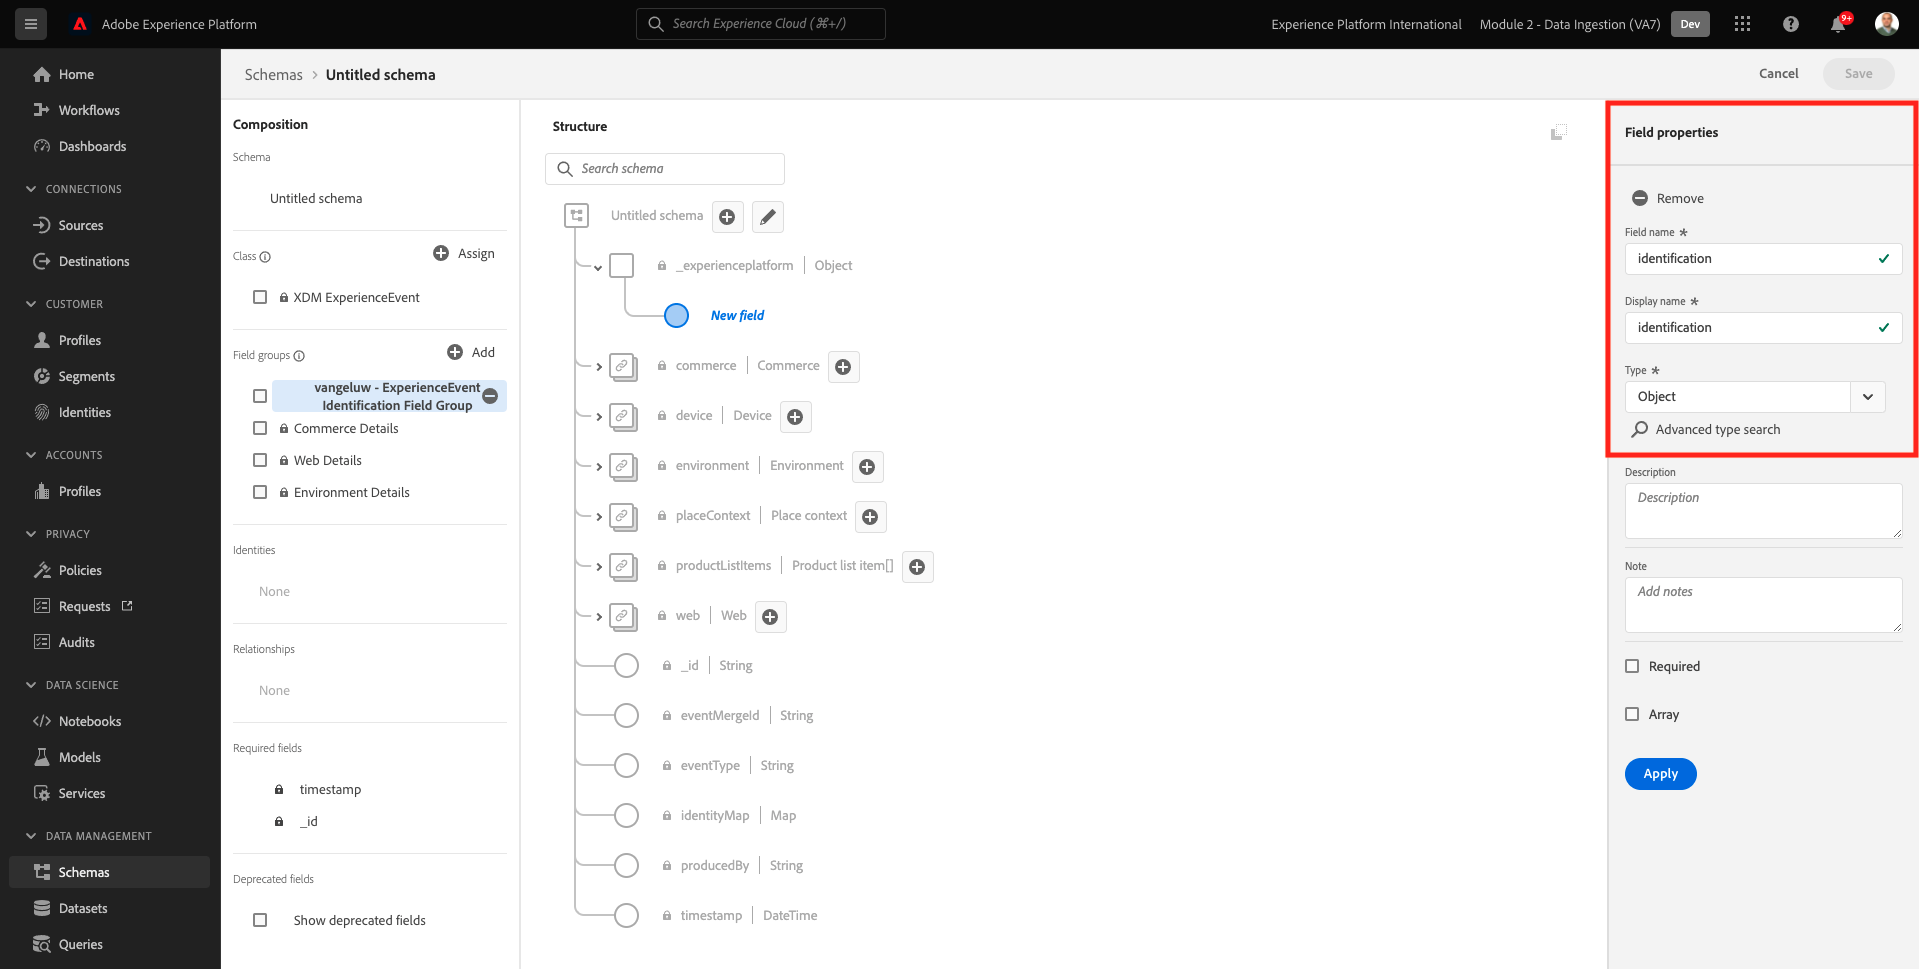 Adobe Experience Platform
Search Experience Cloud (⌘+/)
Experience Platform International
Module 2 - Data Ingestion (VA7)
Dev
9+
Home
Workflows
Dashboards
CONNECTIONS
Sources
Destinations
CUSTOMER
Profiles
Segments
Identities
ACCOUNTS
Profiles
PRIVACY
Policies
Requests
Audits
DATA SCIENCE
Notebooks
Models
Services
DATA MANAGEMENT
Schemas
Datasets
Queries
Schemas > Untitled schema
Cancel
Save
Composition
Schema
Untitled schema
Class
Assign
XDM ExperienceEvent
Field groups
Add
vangeluw - ExperienceEvent
Identification Field Group
Commerce Details
Web Details
Environment Details
Identities
None
Relationships
None
Required fields
timestamp
_id
Deprecated fields
Show deprecated fields
Structure
Search schema
Untitled schema
_experienceplatform | Object
New field
commerce | Commerce
device | Device
environment | Environment
placeContext | Place context
productListItems | Product list item[]
web | Web
_id | String
eventMergeId | String
eventType | String
identityMap | Map
producedBy | String
timestamp | DateTime
Field properties
Remove
Field name *
identification
Display name *
identification
Type *
Object
Advanced type search
Description
Description
Note
Add notes
Required
Array
Apply